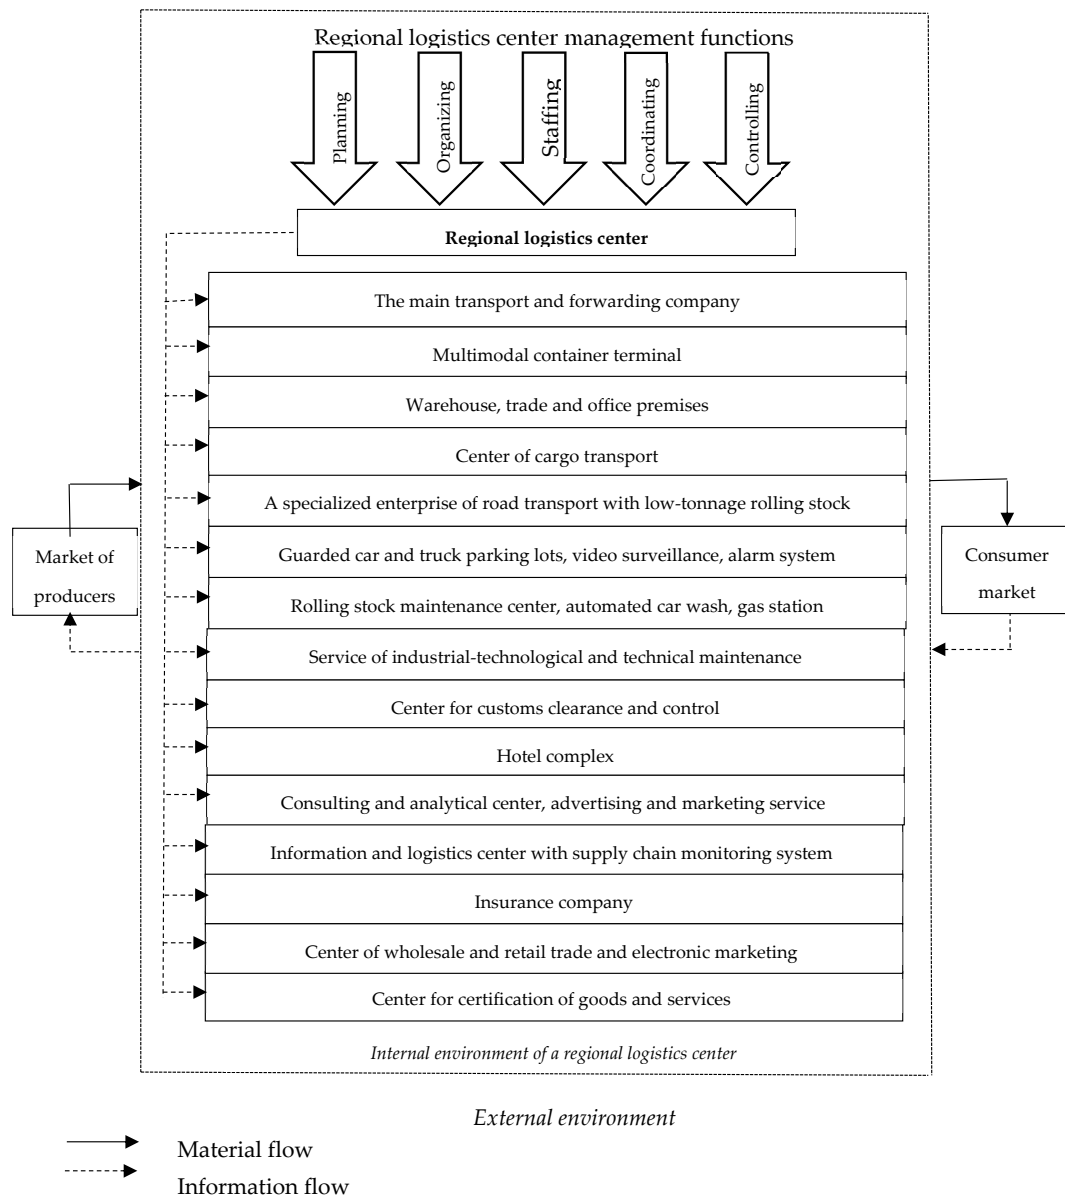 Regional logistics center management functions
Planning
Organizing
Staffing
Coordinating
Controlling
Regional logistics center
The main transport and forwarding company
Multimodal container terminal
Warehouse, trade and office premises
Center of cargo transport
A specialized enterprise of road transport with low-tonnage rolling stock
Guarded car and truck parking lots, video surveillance, alarm system
Rolling stock maintenance center, automated car wash, gas station
Service of industrial-technological and technical maintenance
Center for customs clearance and control
Hotel complex
Consulting and analytical center, advertising and marketing service
Information and logistics center with supply chain monitoring system
Insurance company
Center of wholesale and retail trade and electronic marketing
Center for certification of goods and services
Internal environment of a regional logistics center
Market of
producers
Consumer
market
External environment
Material flow
Information flow